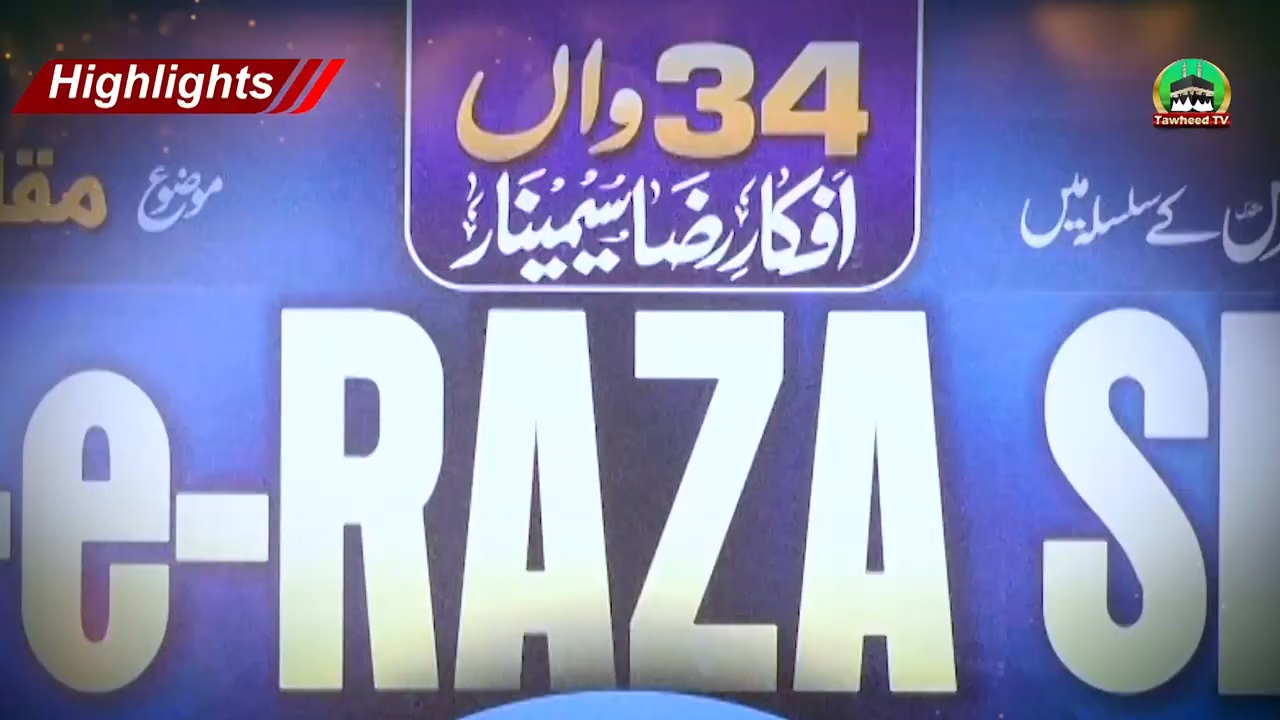 Highlights
Tawheed TV
34واں
افکارِ رضا سیمینار
کے سلسلہ میں
موضوع
-e-RAZA S